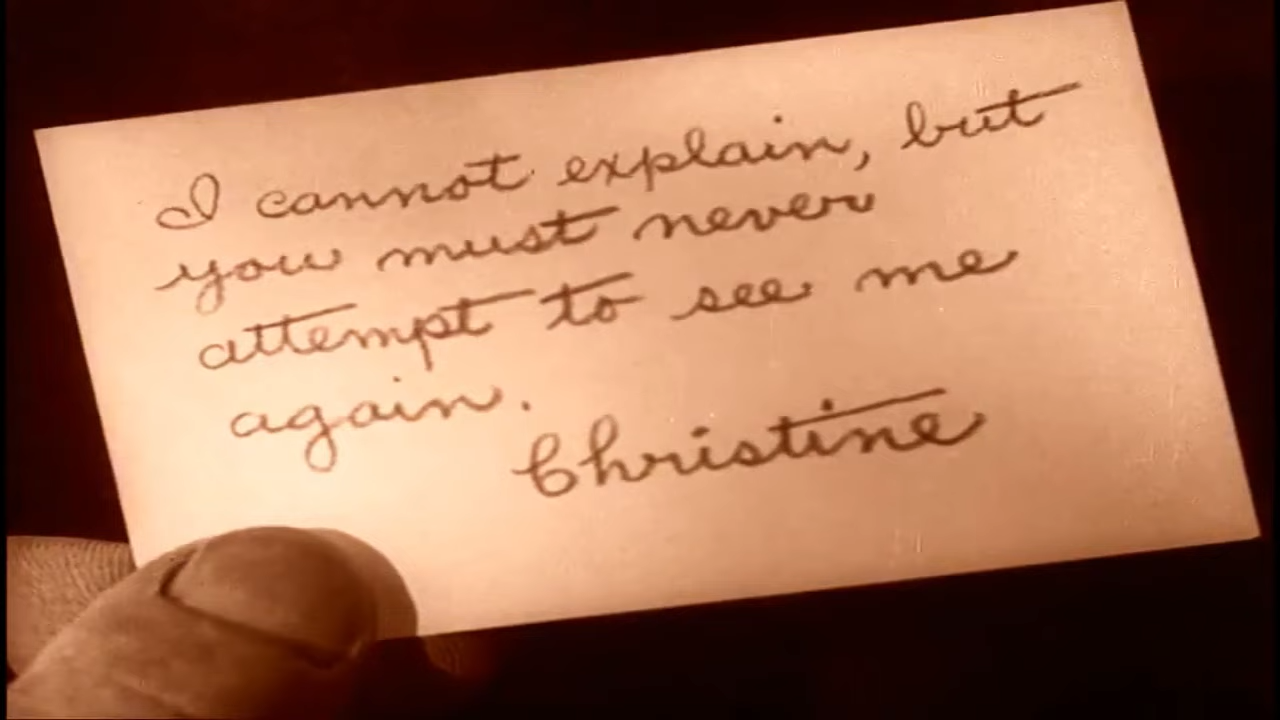 I cannot explain, but
you must never
attempt to see me
again.
Christine